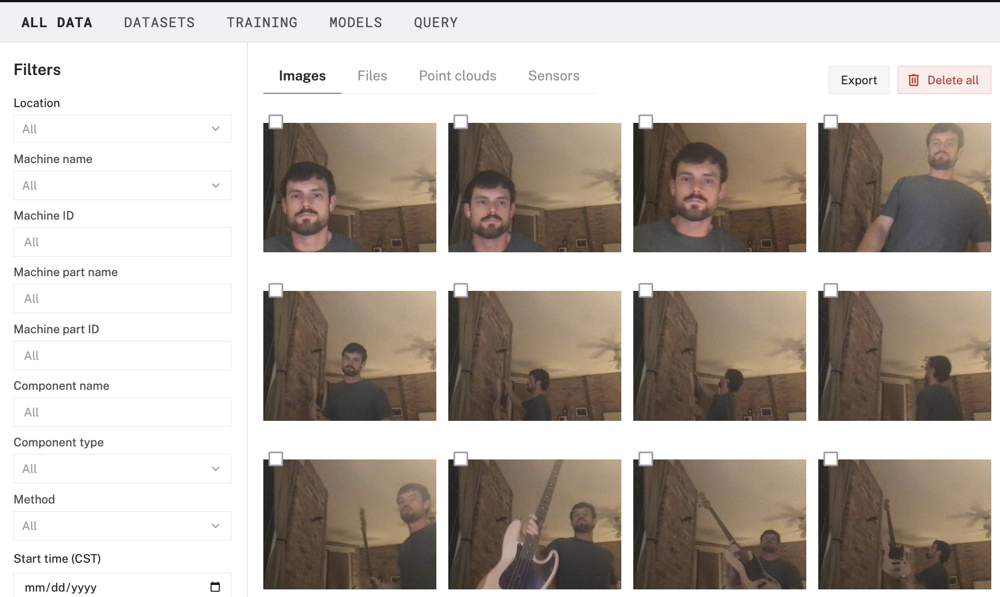 ALL DATA DATASETS TRAINING MODELS QUERY
Filters
Location
All
Machine name
All
Machine ID
All
Machine part name
All
Machine part ID
All
Component name
All
Component type
All
Method
All
Start time (CST)
mm/dd/yyyy
Images Files Point clouds Sensors
Export Delete all